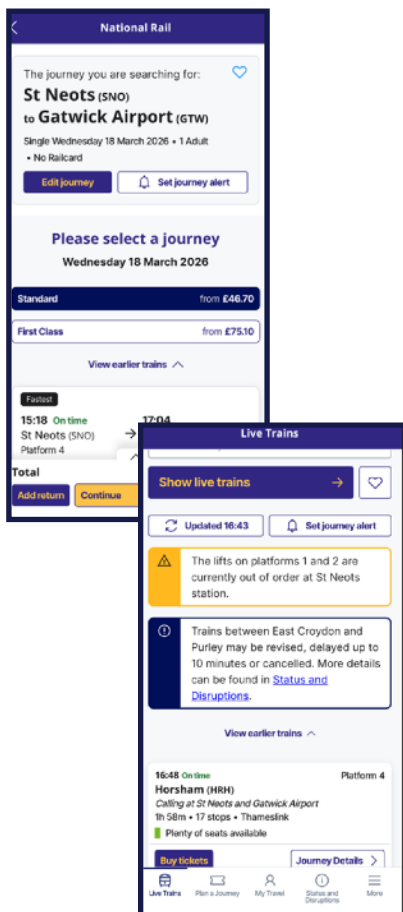 National Rail
The journey you are searching for:
St Neots (SNO)
to Gatwick Airport (GTW)
Single Wednesday 18 March 2026 • 1 Adult
• No Railcard
Edit journey
Set journey alert
Please select a journey
Wednesday 18 March 2026
Standard from £46.70
First Class from £75.10
View earlier trains
Fastest
15:18 On time → 17:04
St Neots (SNO)
Platform 4
Total
Add return
Continue
Live Trains
Show live trains →
Updated 16:43
Set journey alert
The lifts on platforms 1 and 2 are
currently out of order at St Neots
station.
Trains between East Croydon and
Purley may be revised, delayed up to
10 minutes or cancelled. More details
can be found in Status and
Disruptions.
View earlier trains
16:48 On time Platform 4
Horsham (HRH)
Calling at St Neots and Gatwick Airport
1h 58m • 17 stops • Thameslink
Plenty of seats available
Buy tickets
Journey Details >
Live Trains
Plan a Journey
My Travel
Status and
Disruptions
More